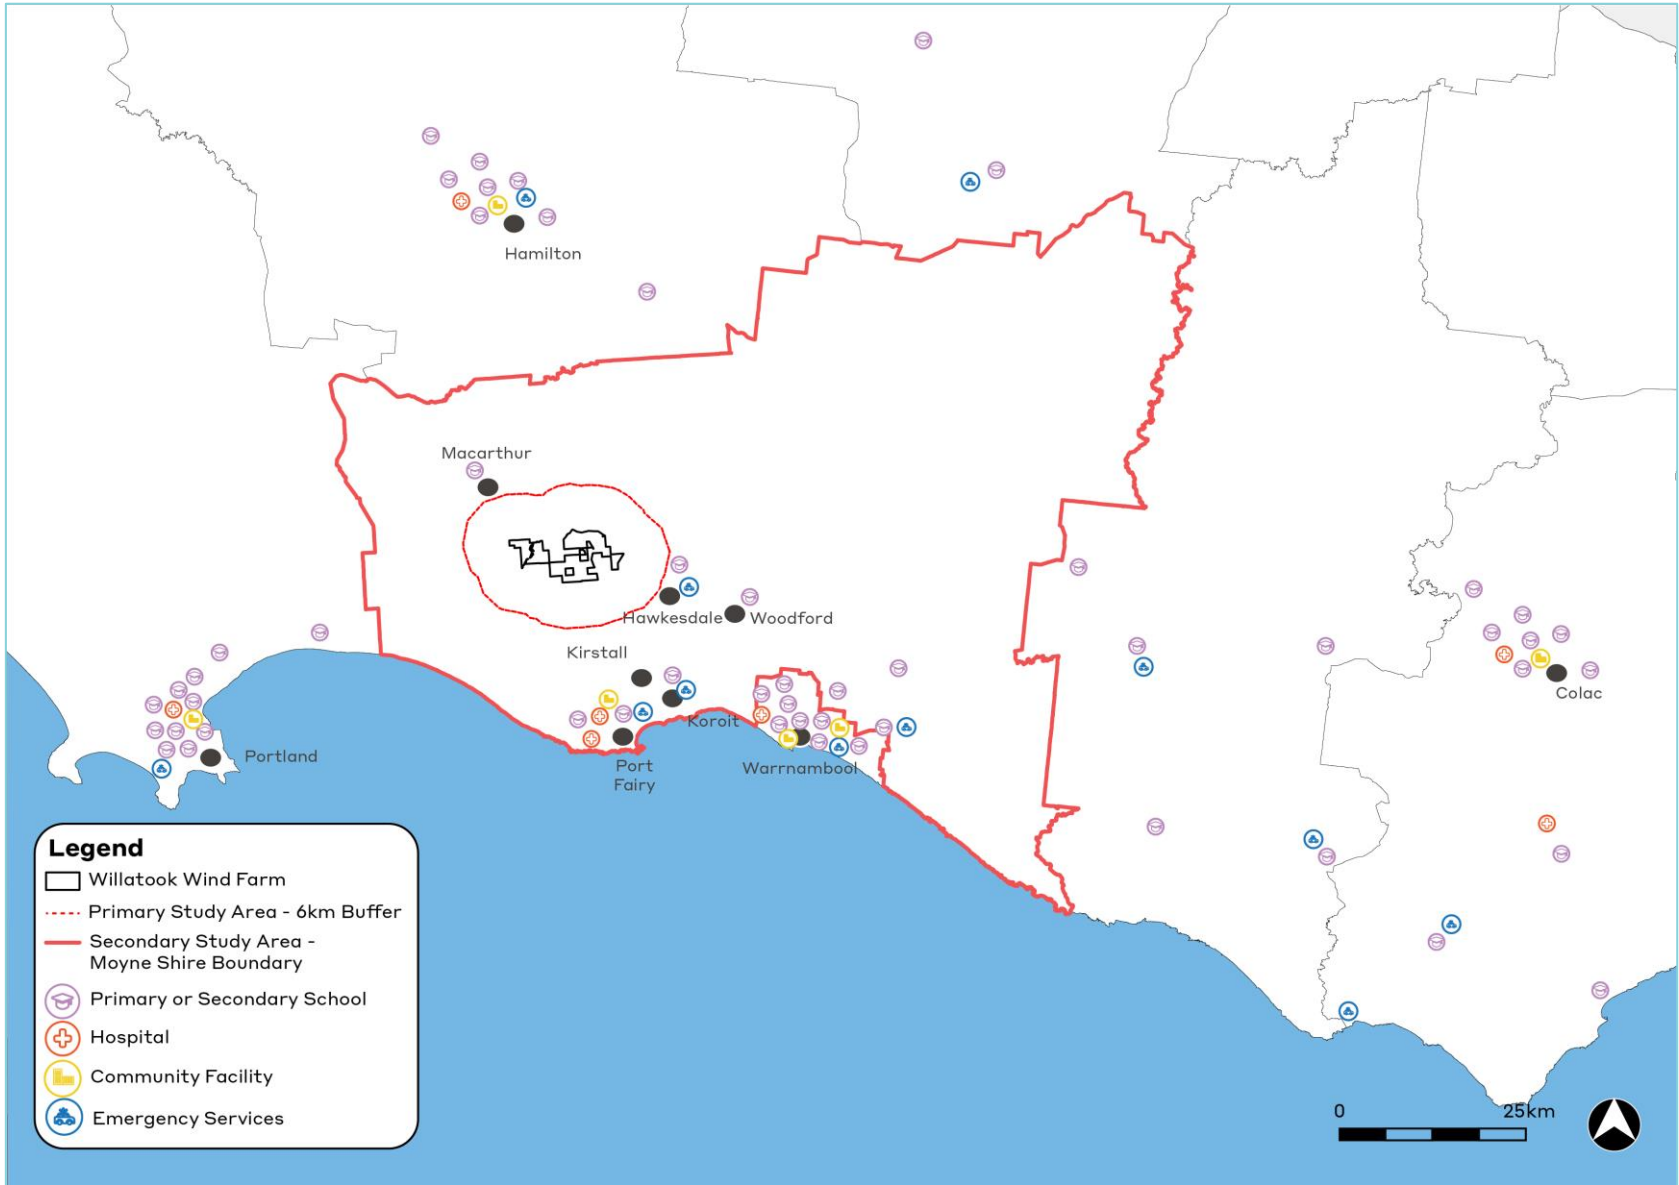 Hamilton
Macarthur
Hawkesdale
Woodford
Kirstall
Koroit
Portland
Port
Fairy
Warrnambool
Colac
Legend
Willatook Wind Farm
Primary Study Area - 6km Buffer
Secondary Study Area -
Moyne Shire Boundary
Primary or Secondary School
Hospital
Community Facility
Emergency Services
0 25km